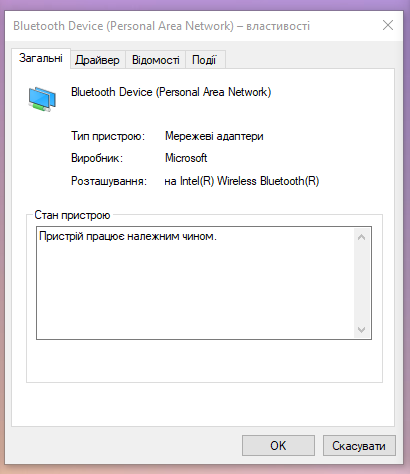 Bluetooth Device (Personal Area Network) – властивості
Загальні Драйвер Відомості Події
Bluetooth Device (Personal Area Network)
Тип пристрою: Мережеві адаптери
Виробник: Microsoft
Розташування: на Intel(R) Wireless Bluetooth(R)
Стан пристрою
Пристрій працює належним чином.
OK Скасувати